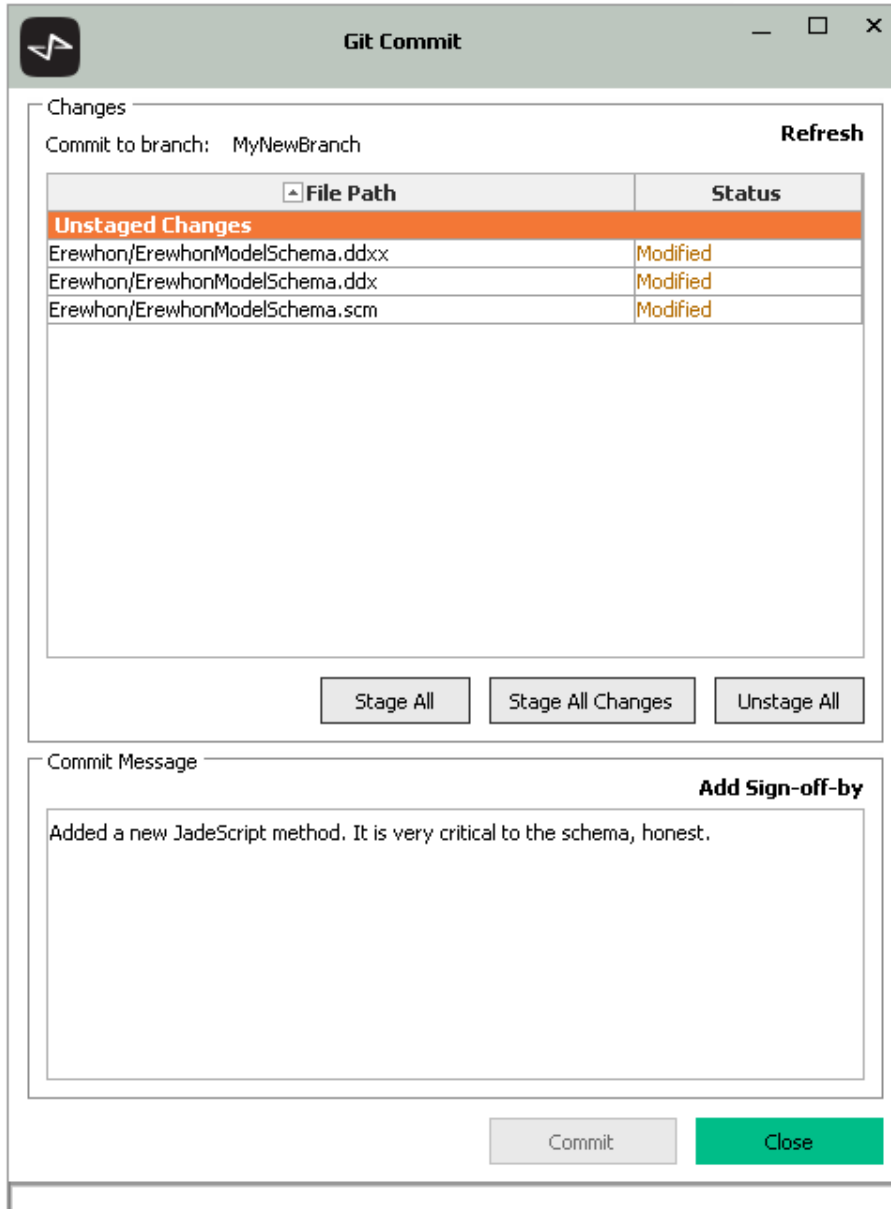 Git Commit
Changes
Refresh
Commit to branch: MyNewBranch
File Path Status
Unstaged Changes
Erewhon/ErewhonModelSchema.ddxx Modified
Erewhon/ErewhonModelSchema.ddx Modified
Erewhon/ErewhonModelSchema.scm Modified
Stage All Stage All Changes Unstage All
Commit Message
Add Sign-off-by
Added a new JadeScript method. It is very critical to the schema, honest.
Commit Close